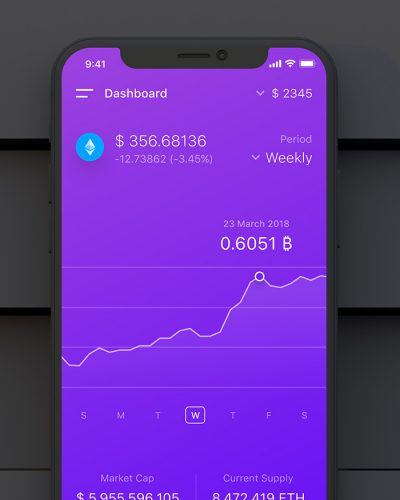 9:41
Dashboard $ 2345
$ 356.68136 Period
-12.73862 (-3.45%) Weekly
23 March 2018
0.6051 ₿
S M T W T F S
Market Cap Current Supply
$ 5 955 596 105 8 472 419 ETH